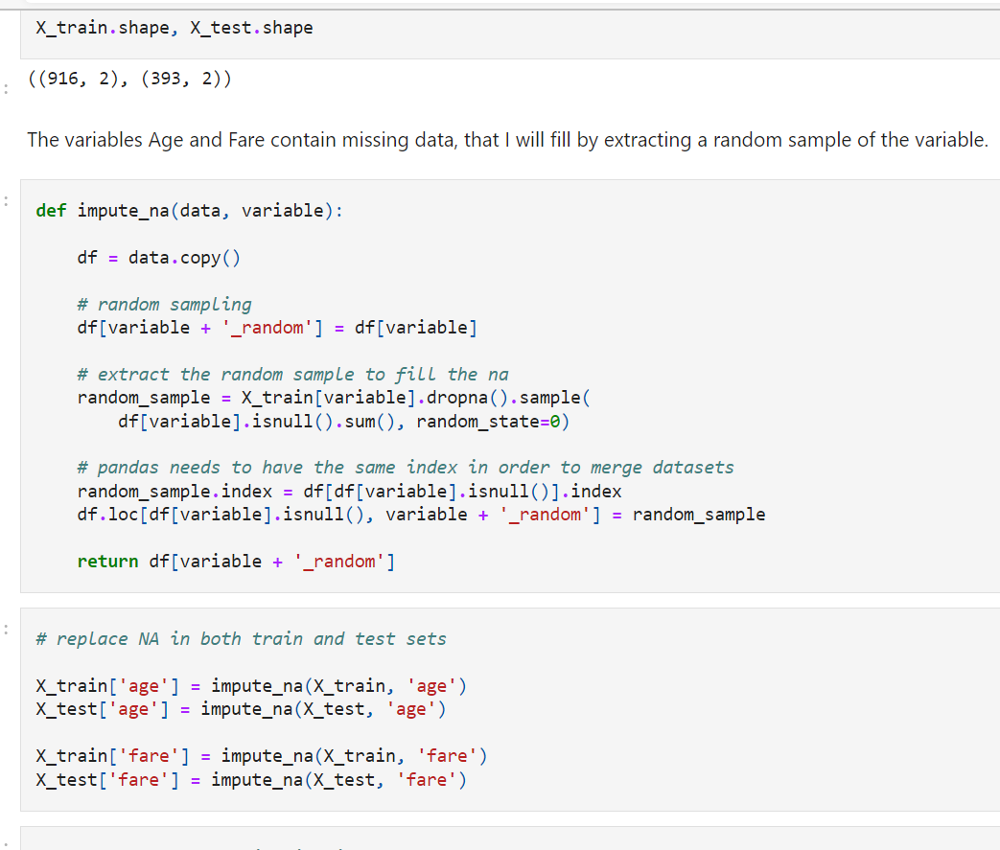 X_train.shape, X_test.shape
((916, 2), (393, 2))
The variables Age and Fare contain missing data, that I will fill by extracting a random sample of the variable.
def impute_na(data, variable):
    df = data.copy()
    # random sampling
    df[variable + '_random'] = df[variable]
    # extract the random sample to fill the na
    random_sample = X_train[variable].dropna().sample(
        df[variable].isnull().sum(), random_state=0)
    # pandas needs to have the same index in order to merge datasets
    random_sample.index = df[df[variable].isnull()].index
    df.loc[df[variable].isnull(), variable + '_random'] = random_sample
    return df[variable + '_random']
# replace NA in both train and test sets
X_train['age'] = impute_na(X_train, 'age')
X_test['age'] = impute_na(X_test, 'age')
X_train['fare'] = impute_na(X_train, 'fare')
X_test['fare'] = impute_na(X_test, 'fare')